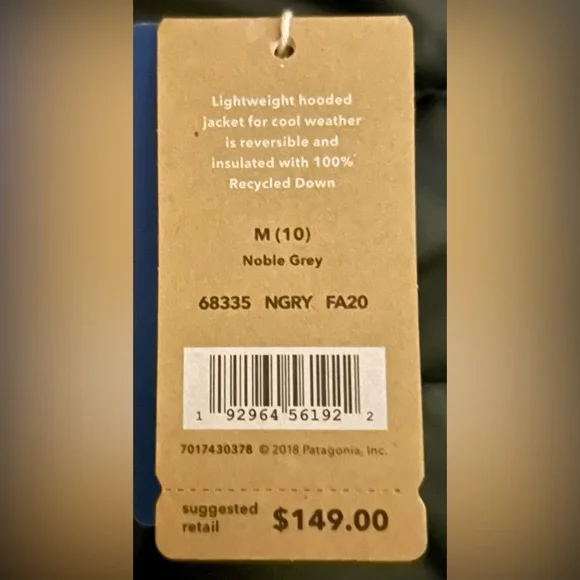 Lightweight hooded
jacket for cool weather
is reversible and
insulated with 100%
Recycled Down
M (10)
Noble Grey
68335 NGRY FA20
1 92964 56192 2
7017430378 © 2018 Patagonia, Inc.
suggested
retail $149.00